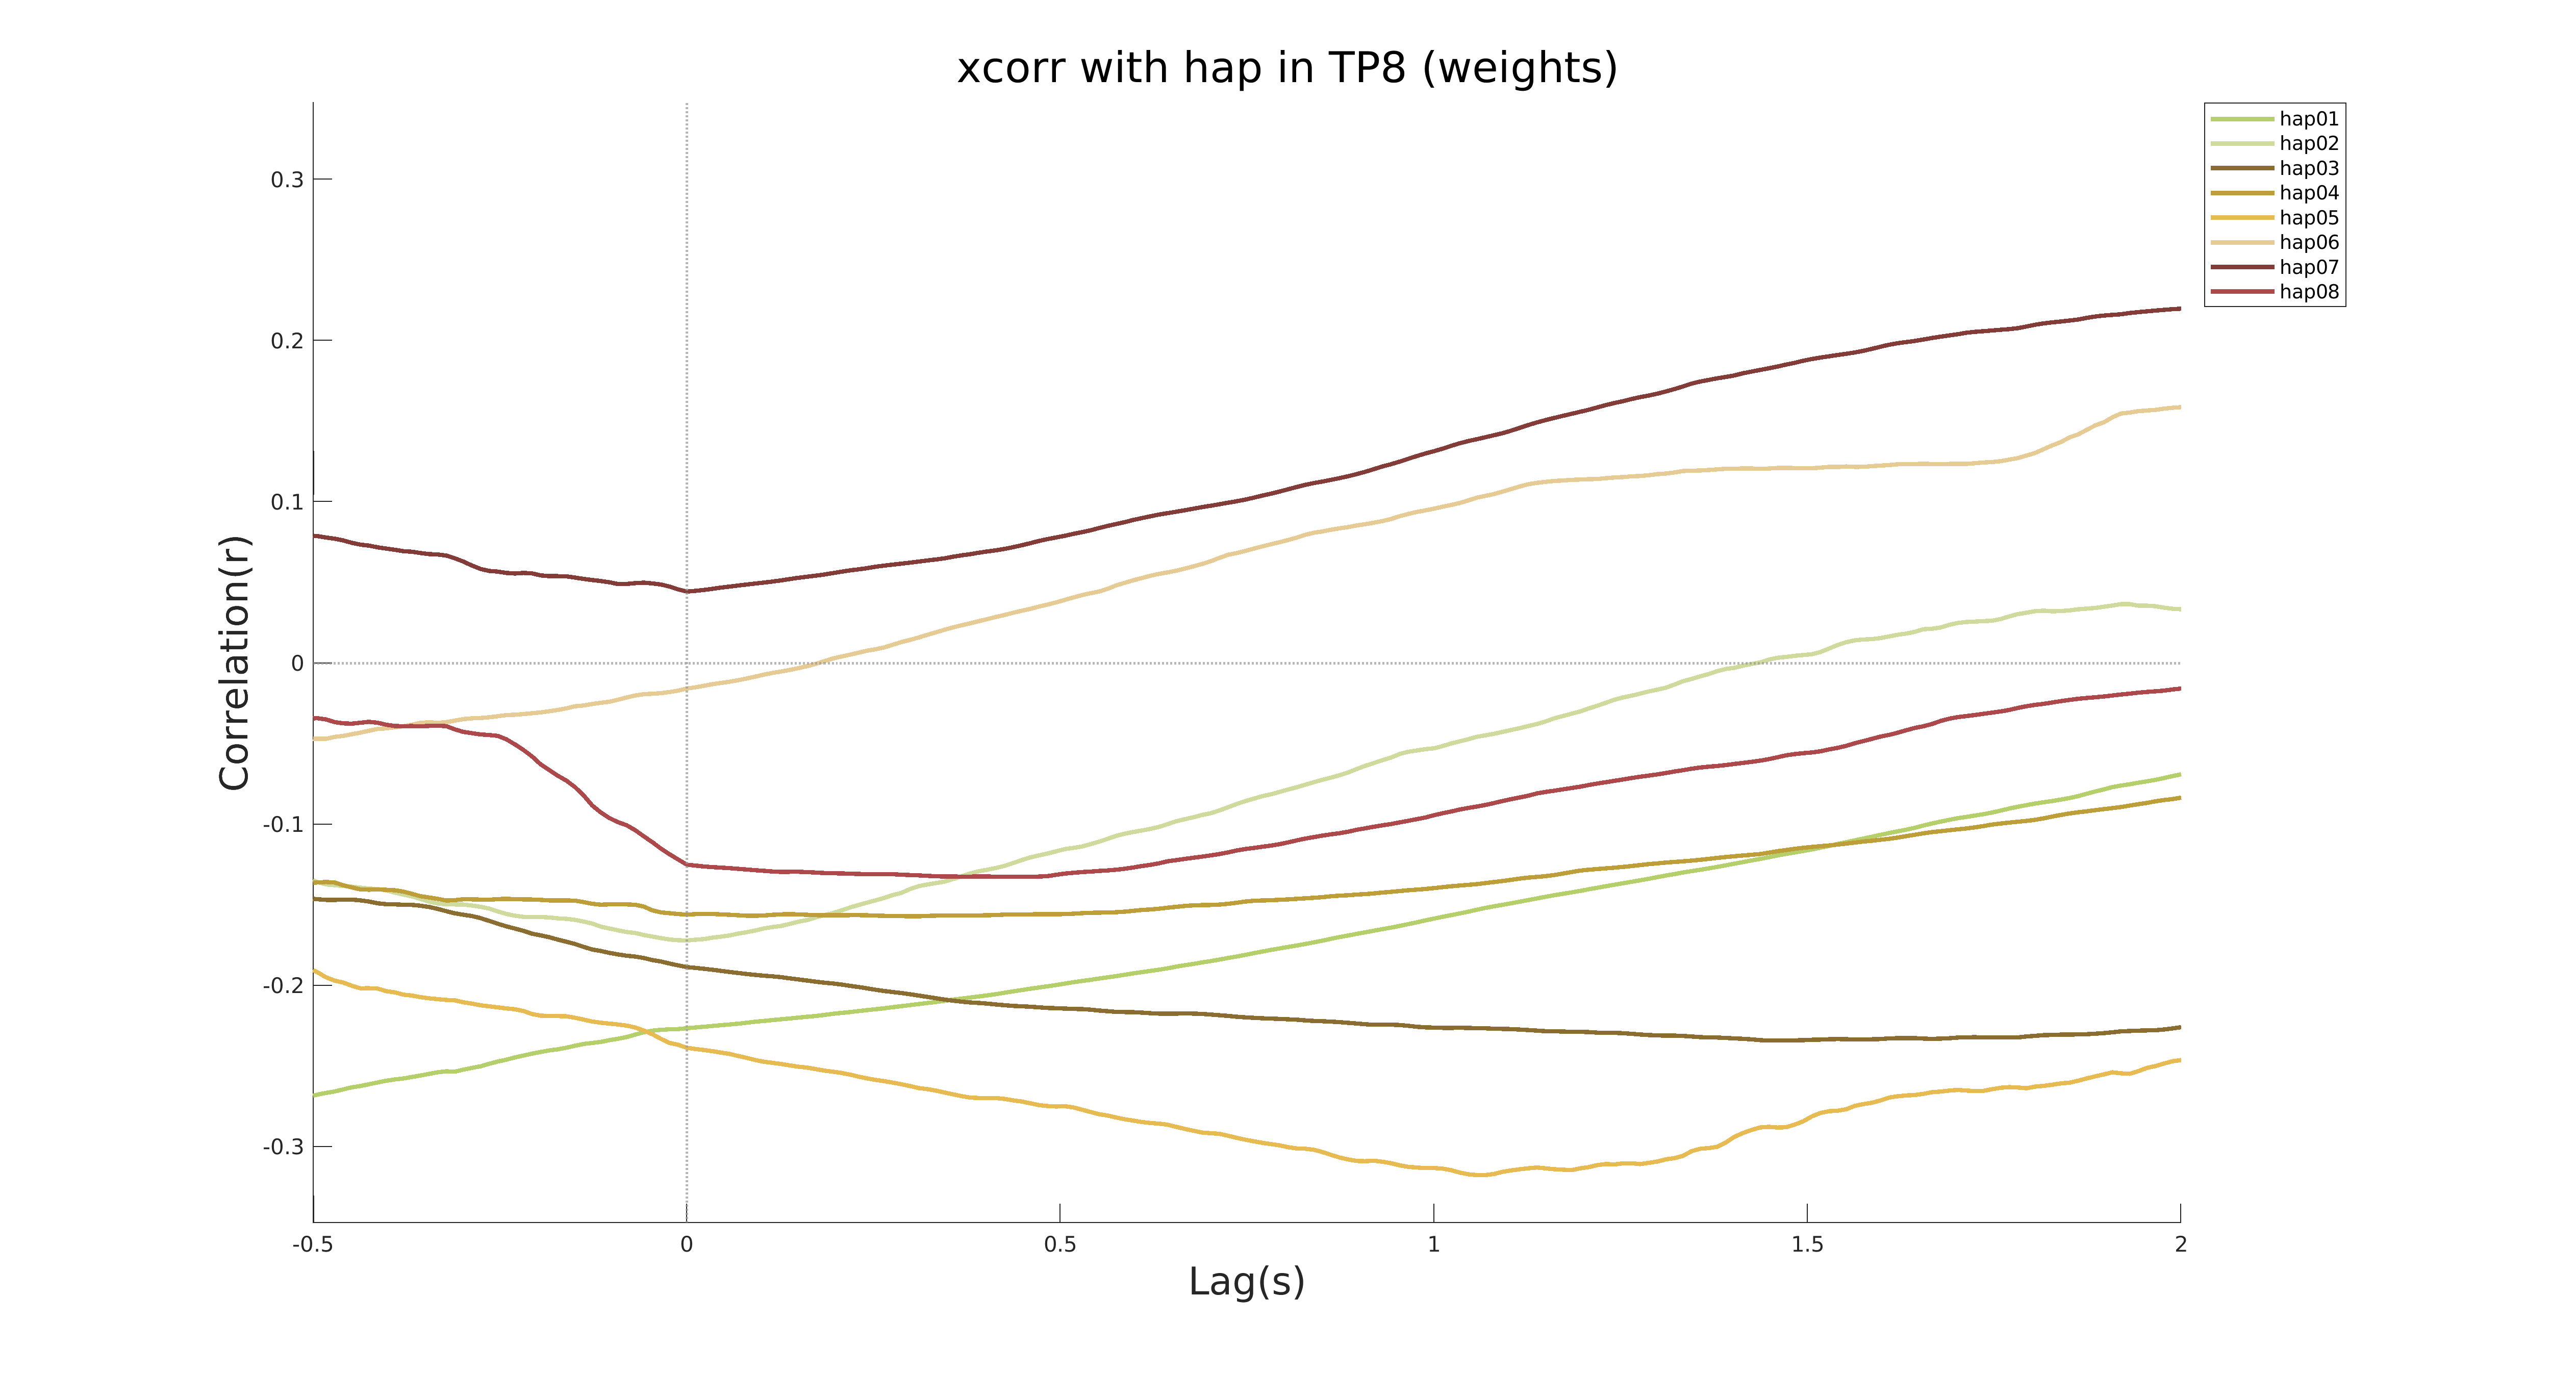 xcorr with hap in TP8 (weights)
hap01
hap02
hap03
hap04
hap05
hap06
hap07
hap08
Correlation(r)
0.3
0.2
0.1
0
-0.1
-0.2
-0.3
-0.5 0 0.5 1 1.5 2
Lag(s)